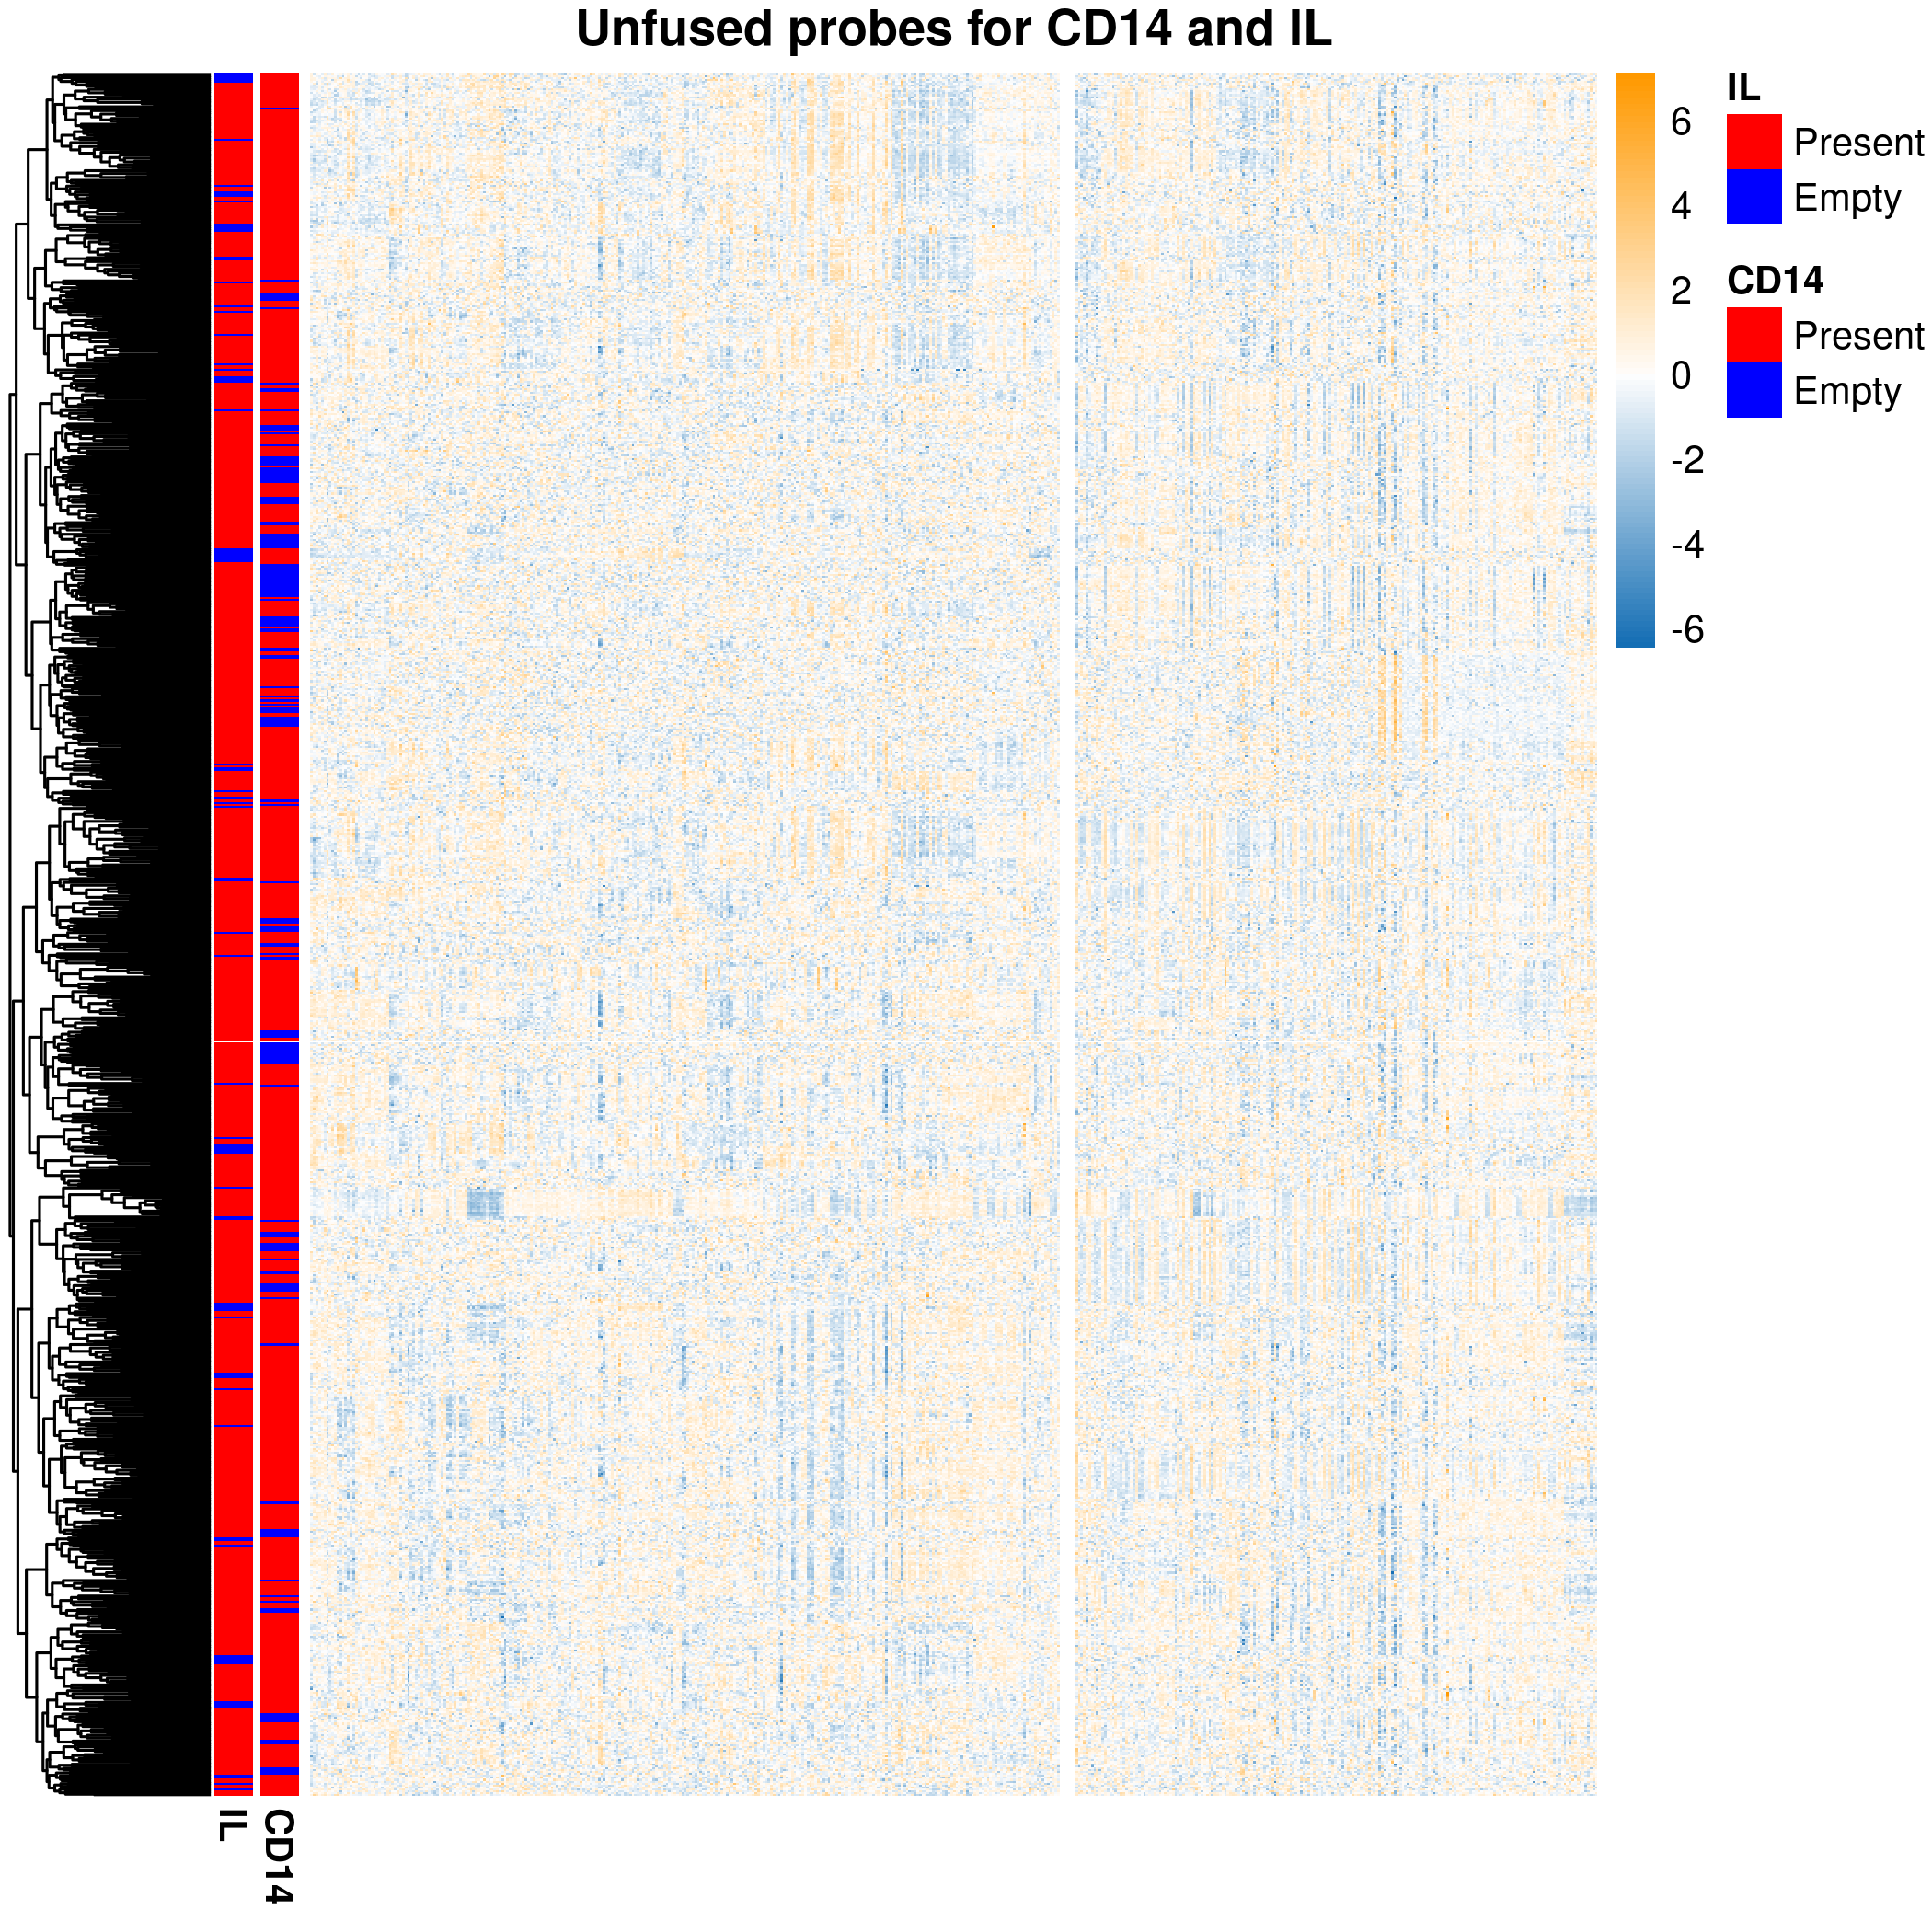 Unfused probes for CD14 and IL
6
4
2
0
-2
-4
-6
IL
Present
Empty
CD14
Present
Empty
IL
CD14